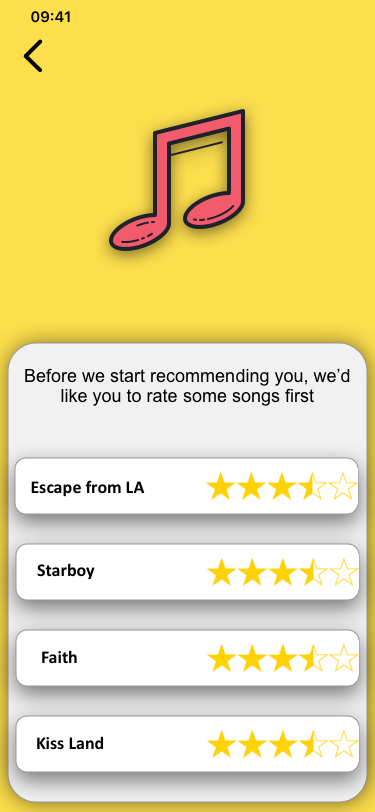 09:41
Before we start recommending you, we’d
like you to rate some songs first
Escape from LA
Starboy
Faith
Kiss Land